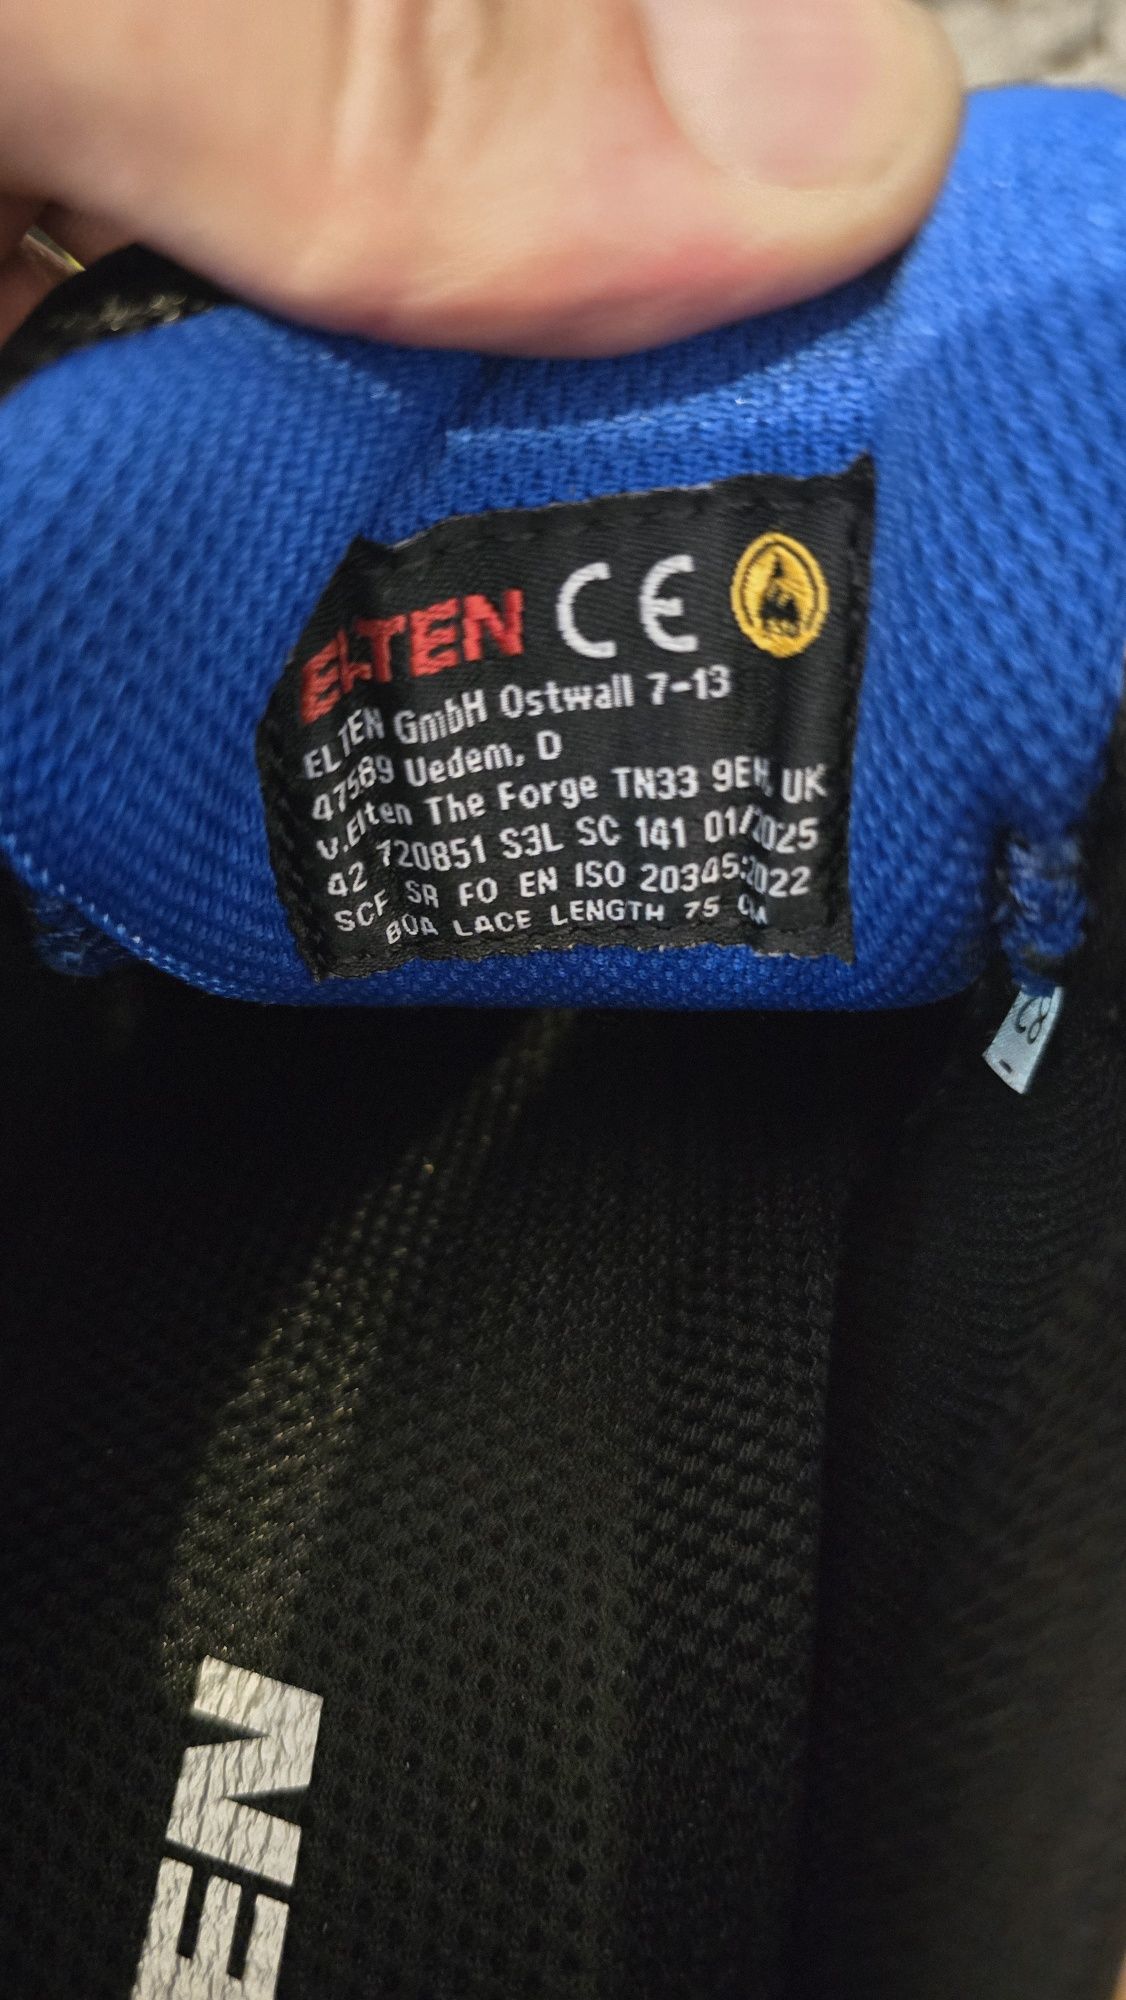 ELTEN CE
ELTEN GmbH Ostwall 7-13
47589 Uedem, D
v.Elten The Forge TN33 9EH, UK
42 720851 S3L SC 141 01/2025
SCF SR FO EN ISO 20345:2022
BOA LACE LENGTH 75 CM
EN